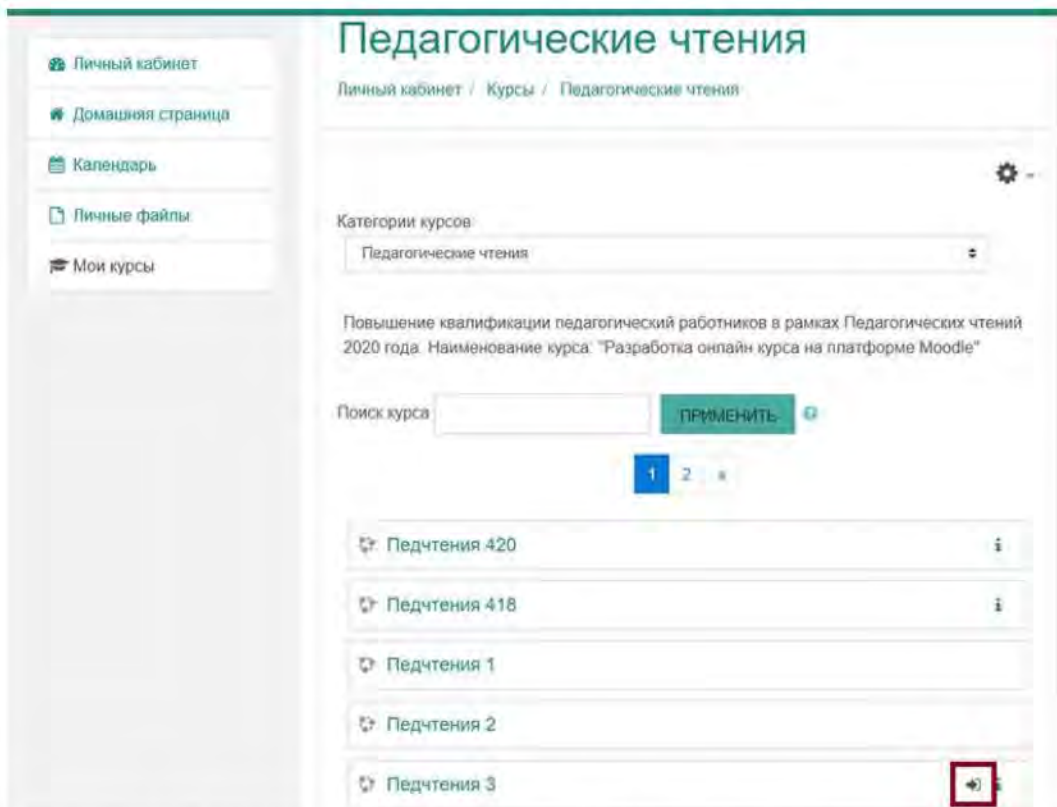 Личный кабинет
Домашняя страница
Календарь
Личные файлы
Мои курсы
Педагогические чтения
Личный кабинет / Курсы / Педагогические чтения
Категории курсов
Педагогические чтения
Повышение квалификации педагогический работников в рамках Педагогических чтений
2020 года. Наименование курса: "Разработка онлайн курса на платформе Moodle"
Поиск курса
ПРИМЕНИТЬ
1 2 »
Педчтения 420
Педчтения 418
Педчтения 1
Педчтения 2
Педчтения 3